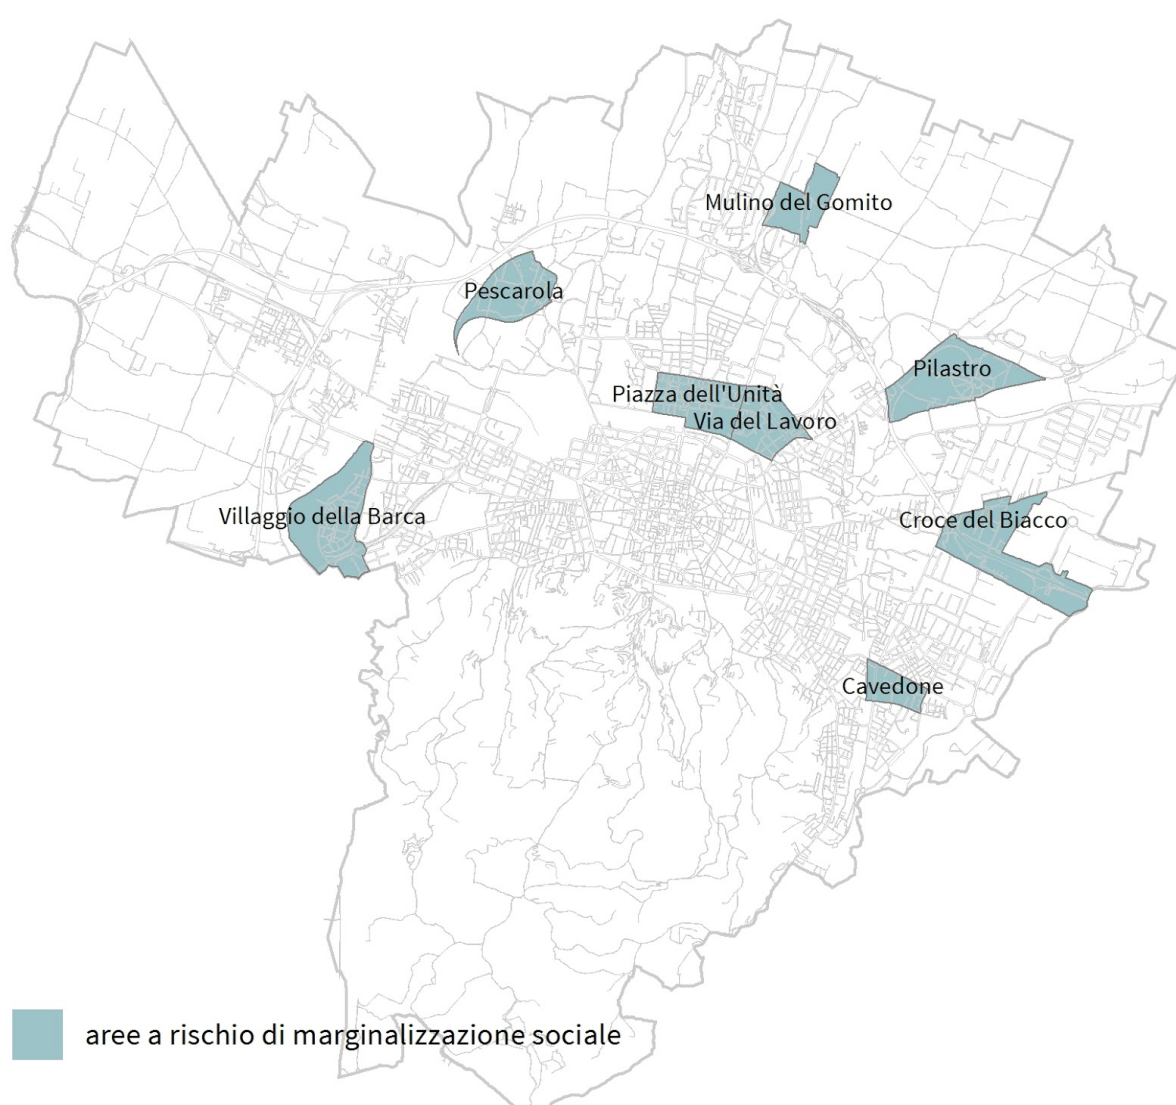 Mulino del Gomito
Pescarola
Pilastro
Piazza dell'Unità
Via del Lavoro
Villaggio della Barca
Croce del Biacco
Cavedone
aree a rischio di marginalizzazione sociale